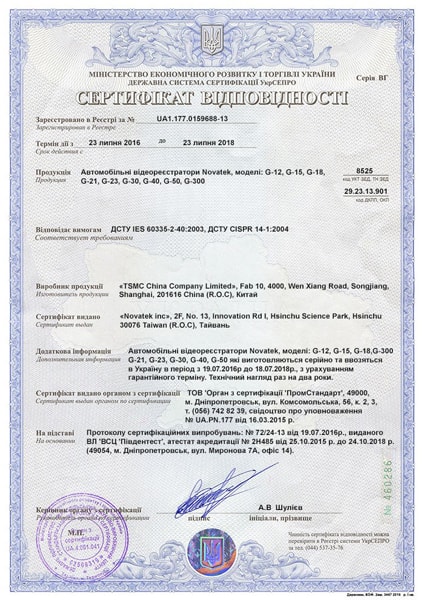 МІНІСТЕРСТВО ЕКОНОМІЧНОГО РОЗВИТКУ І ТОРГІВЛІ УКРАЇНИ
ДЕРЖАВНА СИСТЕМА СЕРТИФІКАЦІЇ УкрСЕПРО
Серія ВГ
СЕРТИФІКАТ ВІДПОВІДНОСТІ
Зареєстровано в Реєстрі за № UA1.177.0159688-13
Зарегистрирован в Реестре
Термін дії з 23 липня 2016 до 23 липня 2018
Срок действия с
Продукція Автомобільні відеореєстратори Novatek, моделі: G-12, G-15, G-18, 8525
Продукция G-21, G-23, G-30, G-40, G-50, G-300 код УКТ ЗЕД, ТН ЗЕД
29.23.13.901
код ДКПП, ОКП
Відповідає вимогам ДСТУ IES 60335-2-40:2003, ДСТУ CISPR 14-1:2004
Соответствует требованиям
Виробник продукції «TSMC China Company Limited», Fab 10, 4000, Wen Xiang Road, Songjiang,
Изготовитель продукции Shanghai, 201616 China (R.O.C), Китай
Сертифікат видано «Novatek inc», 2F, No. 13, Innovation Rd I, Hsinchu Science Park, Hsinchu
Сертификат выдан 30076 Taiwan (R.O.C), Тайвань
Додаткова інформація Автомобільні відеореєстратори Novatek, моделі: G-12, G-15, G-18,G-300
Дополнительная информация G-21, G-23, G-30, G-40, G-50 які виготовляються серійно та ввозяться
в Україну в період з 19.07.2016р. до 18.07.2018р., з урахуванням
гарантейного терміну. Технічний нагляд раз на два роки.
Сертифікат видано органом з сертифікації ТОВ 'Орган з сертифікації 'ПромСтандарт', 49000,
Сертификат выдан органом по сертификации м. Дніпропетровськ, вул. Комсомольська, 56, к. 2, 3,
т. (056) 742 82 39, свідоцтво про уповноваження
№ UA.PN.177 від 16.03.2015 р.
На підставі Протоколу сертифікаційних випробувань: № 72/24-13 від 19.07.2016р., виданого
На основании ВЛ 'ВСЦ 'Південтест', атестат акредитації № 2Н485 від 25.10.2015 р. до 24.10.2018 р.
(49054, м. Дніпропетровськ, вул. Миронова 7А, офіс 14).
№ 460286
Керівник органу з сертифікації А.В Шулієв
Руководитель органа по сертификации підпис ініціали, прізвище
М.П.
сертифікації
Чинність сертифіката відповідності можна
перевірити в Реєстрі Системи УкрСЕПРО
за тел. (044) 537-35-76